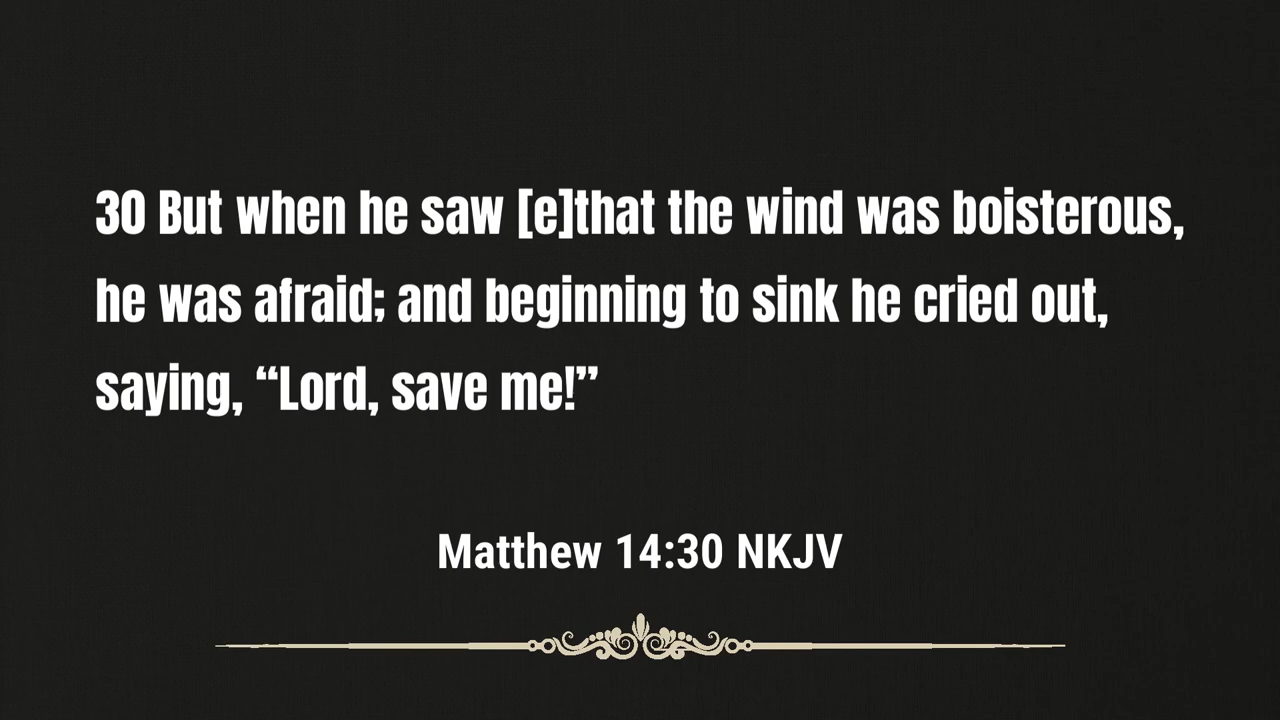 30 But when he saw [e]that the wind was boisterous,
he was afraid; and beginning to sink he cried out,
saying, “Lord, save me!”
Matthew 14:30 NKJV